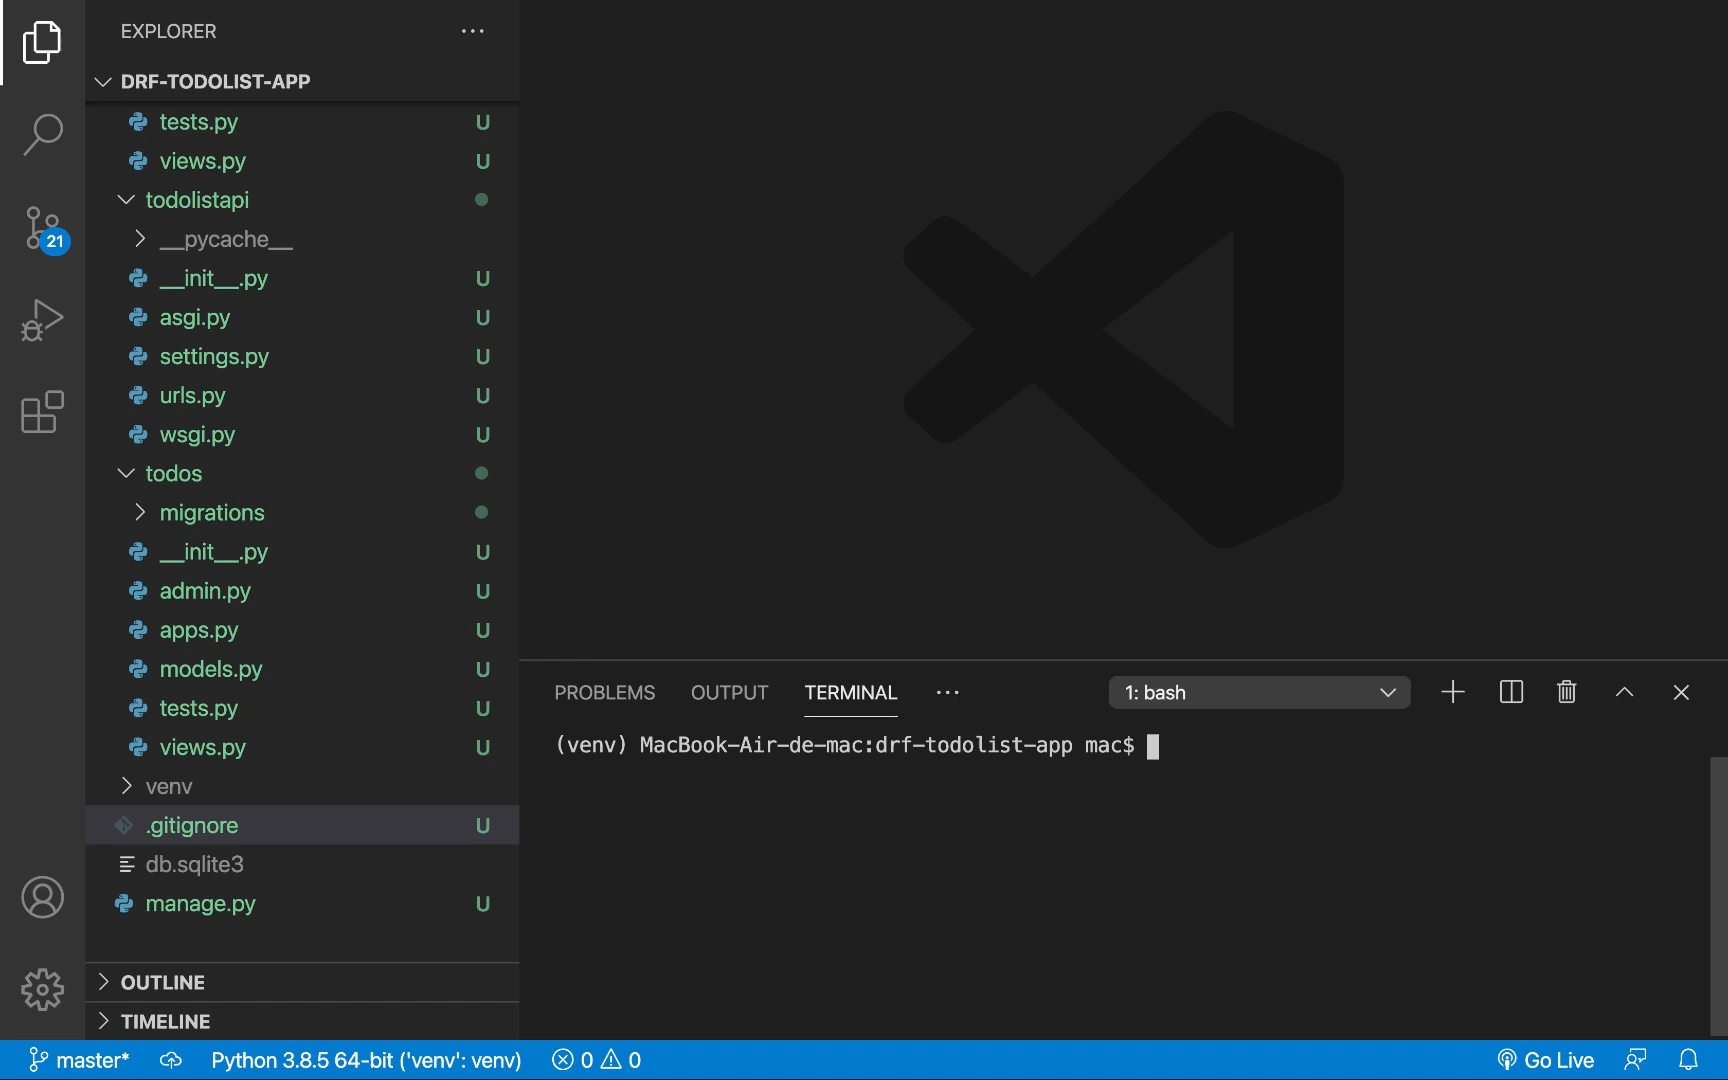 EXPLORER
DRF-TODOLIST-APP
tests.py U
views.py U
todolistapi
__pycache__
__init__.py U
asgi.py U
settings.py U
urls.py U
wsgi.py U
todos
migrations
__init__.py U
admin.py U
apps.py U
models.py U
tests.py U
views.py U
venv
.gitignore U
db.sqlite3
manage.py U
OUTLINE
TIMELINE
21
PROBLEMS OUTPUT TERMINAL ··· 1: bash
(venv) MacBook-Air-de-mac:drf-todolist-app mac$
master* Python 3.8.5 64-bit ('venv': venv) 0 0 Go Live